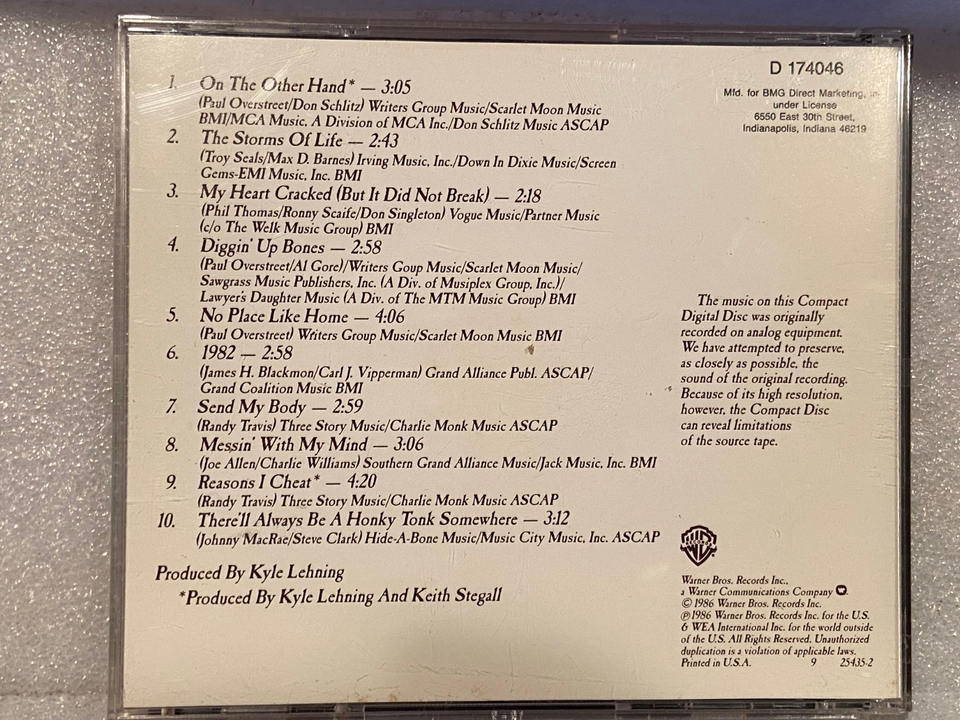 1. On The Other Hand* — 3:05
(Paul Overstreet/Don Schlitz) Writers Group Music/Scarlet Moon Music
BMI/MCA Music, A Division of MCA Inc./Don Schlitz Music ASCAP
2. The Storms Of Life — 2:43
(Troy Seals/Max D. Barnes) Irving Music, Inc./Down In Dixie Music/Screen
Gems-EMI Music, Inc. BMI
3. My Heart Cracked (But It Did Not Break) — 2:18
(Phil Thomas/Ronny Scaife/Don Singleton) Vogue Music/Partner Music
(c/o The Welk Music Group) BMI
4. Diggin' Up Bones — 2:58
(Paul Overstreet/Al Gore)/Writers Goup Music/Scarlet Moon Music/
Sawgrass Music Publishers, Inc. (A Div. of Musiplex Group, Inc.)/
Lawyer's Daughter Music (A Div. of The MTM Music Group) BMI
5. No Place Like Home — 4:06
(Paul Overstreet) Writers Group Music/Scarlet Moon Music BMI
6. 1982 — 2:58
(James H. Blackmon/Carl J. Vipperman) Grand Alliance Publ. ASCAP/
Grand Coalition Music BMI
7. Send My Body — 2:59
(Randy Travis) Three Story Music/Charlie Monk Music ASCAP
8. Messin' With My Mind — 3:06
(Joe Allen/Charlie Williams) Southern Grand Alliance Music/Jack Music, Inc. BMI
9. Reasons I Cheat* — 4:20
(Randy Travis) Three Story Music/Charlie Monk Music ASCAP
10. There'll Always Be A Honky Tonk Somewhere — 3:12
(Johnny MacRae/Steve Clark) Hide-A-Bone Music/Music City Music, Inc. ASCAP
Produced By Kyle Lehning
*Produced By Kyle Lehning And Keith Stegall
D 174046
Mfd. for BMG Direct Marketing,
under License
6550 East 30th Street,
Indianapolis, Indiana 46219
The music on this Compact
Digital Disc was originally
recorded on analog equipment.
We have attempted to preserve,
as closely as possible, the
sound of the original recording.
Because of its high resolution,
however, the Compact Disc
can reveal limitations
of the source tape.
Warner Bros. Records Inc.,
a Warner Communications Company
© 1986 Warner Bros. Records Inc.
℗ 1986 Warner Bros. Records Inc. for the U.S.
& WEA International Inc. for the world outside
of the U.S. All Rights Reserved. Unauthorized
duplication is a violation of applicable laws.
Printed in U.S.A. 9 25435-2